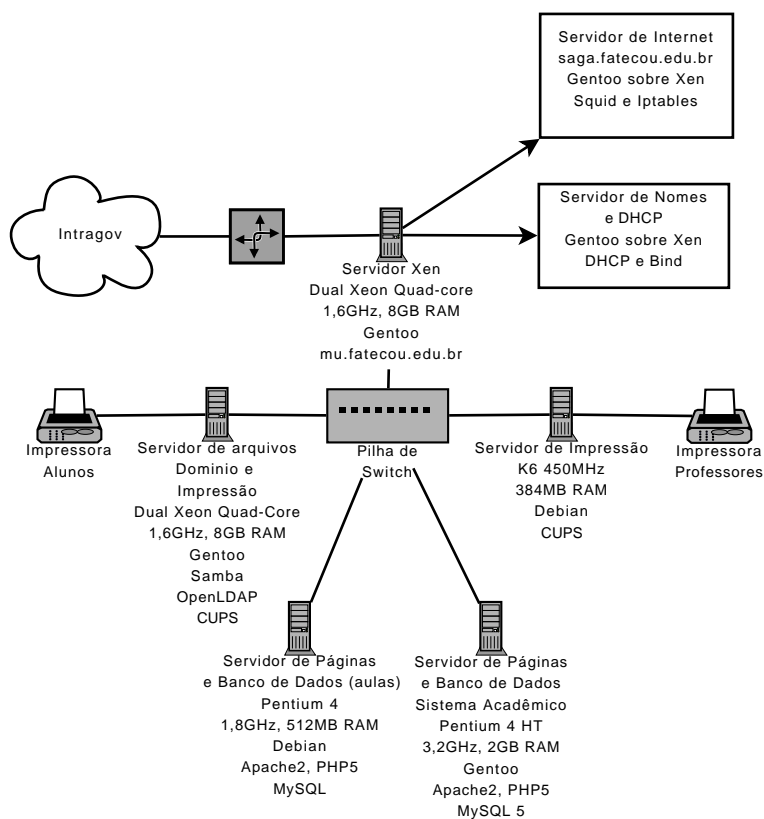 Servidor de Internet
saga.fatecou.edu.br
Gentoo sobre Xen
Squid e Iptables
Intragov
Servidor de Nomes
e DHCP
Gentoo sobre Xen
DHCP e Bind
Servidor Xen
Dual Xeon Quad-core
1,6GHz, 8GB RAM
Gentoo
mu.fatecou.edu.br
Impressora
Alunos
Servidor de arquivos
Dominio e
Impressão
Dual Xeon Quad-Core
1,6GHz, 8GB RAM
Gentoo
Samba
OpenLDAP
CUPS
Pilha de
Switch
Servidor de Impressão
K6 450MHz
384MB RAM
Debian
CUPS
Impressora
Professores
Servidor de Páginas
e Banco de Dados (aulas)
Pentium 4
1,8GHz, 512MB RAM
Debian
Apache2, PHP5
MySQL
Servidor de Páginas
e Banco de Dados
Sistema Acadêmico
Pentium 4 HT
3,2GHz, 2GB RAM
Gentoo
Apache2, PHP5
MySQL 5